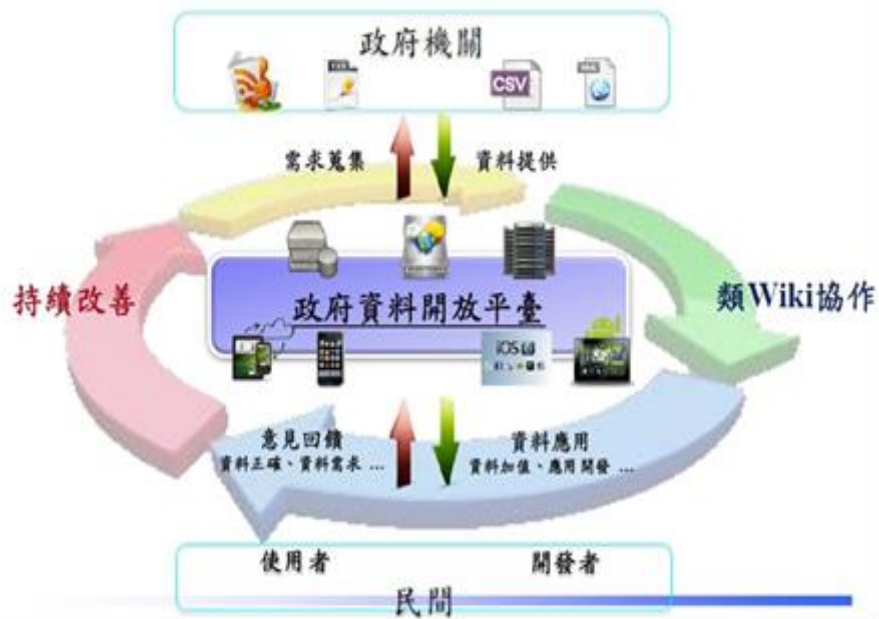 政府機關
CSV
需求蒐集
資料提供
持續改善
政府資料開放平臺
類Wiki協作
iOS 6
意見回饋
資料正確、資料需求 ...
資料應用
資料加值、應用開發 ...
使用者
開發者
民間